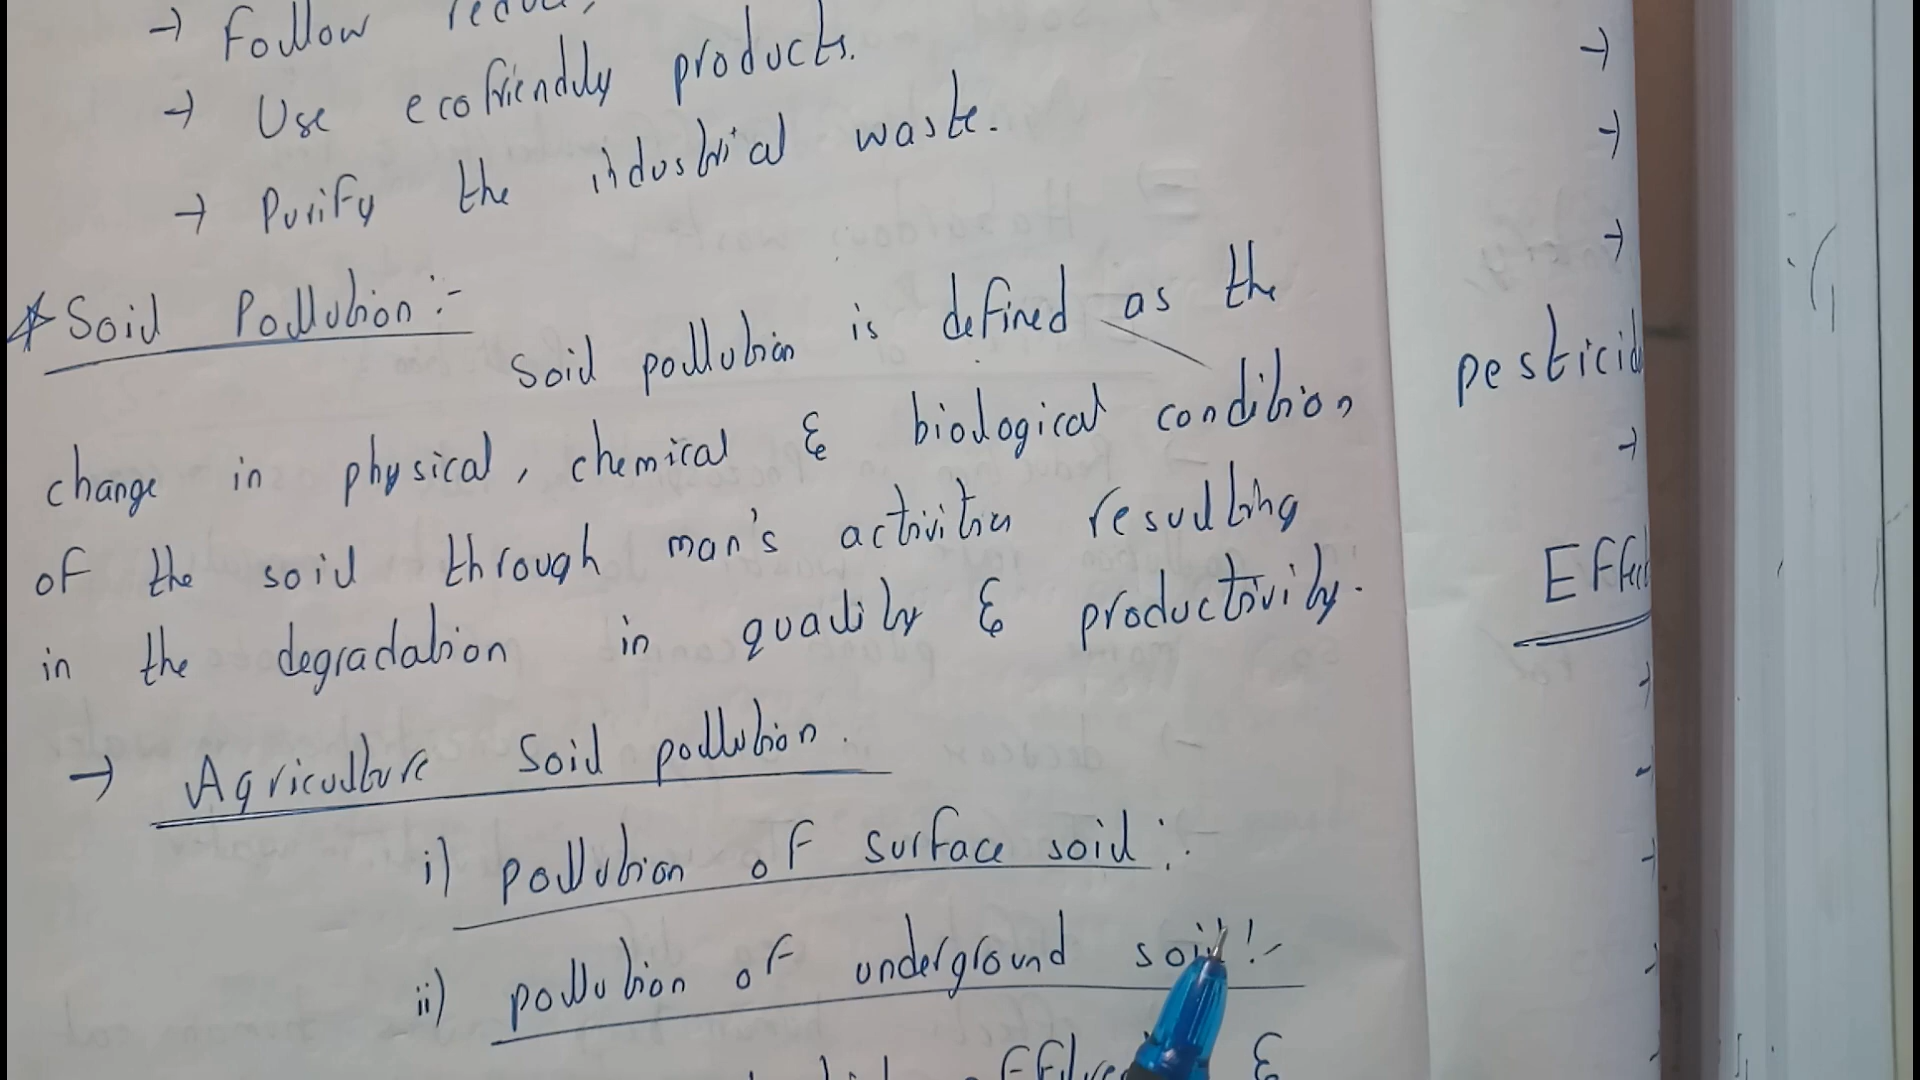 → Follow
→ Use ecofriendly products.
→ Purify the industrial waste.
* Soil Pollution :-
Soil pollution is defined as the
change in physical, chemical & biological condition
of the soil through man's activities resulting
in the degradation in quality & productivity.
→ Agriculture Soil pollution.
i) pollution of surface soil :-
ii) pollution of underground soil :-
&
→
→
→
pesticid
→
Effec
→
→
→
→
→